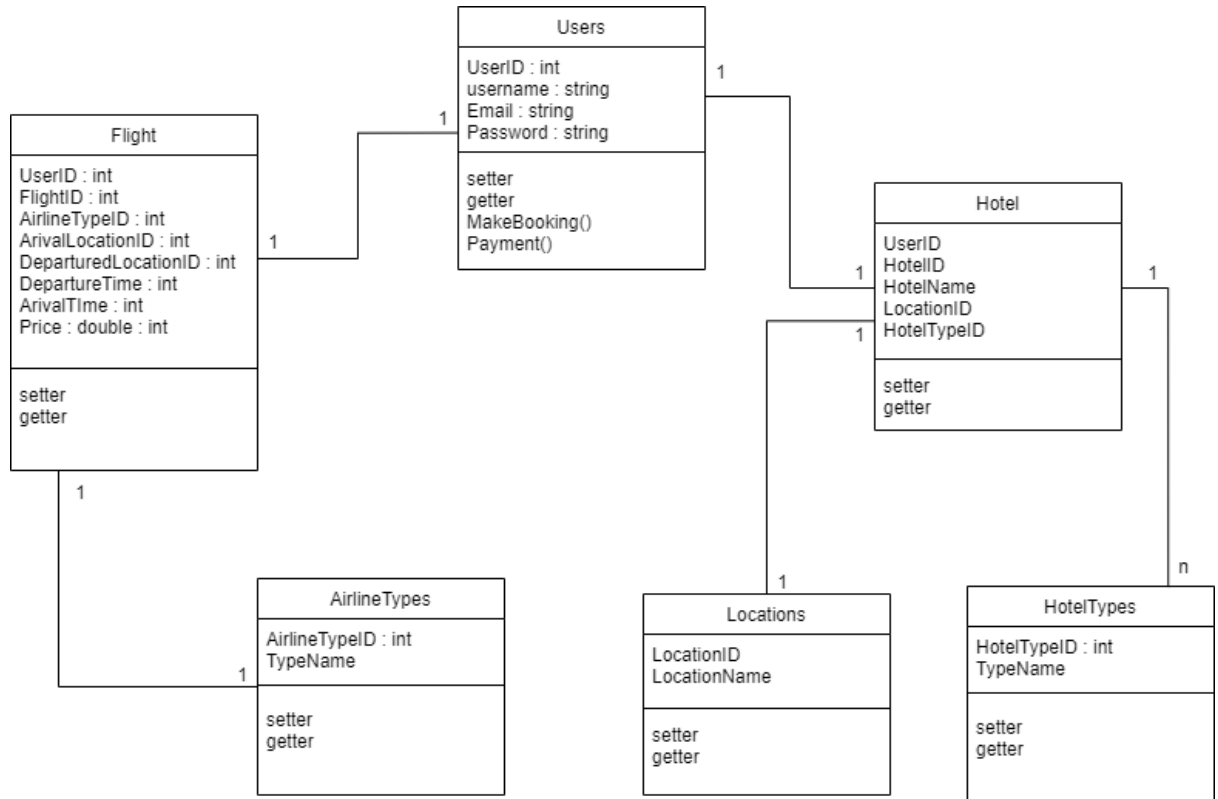 Users
UserID : int
username : string
Email : string
Password : string
setter
getter
MakeBooking()
Payment()
1
1
Flight
UserID : int
FlightID : int
AirlineTypeID : int
ArivalLocationID : int
DeparturedLocationID : int
DepartureTime : int
ArivalTIme : int
Price : double : int
setter
getter
1
1
Hotel
UserID
HotelID
HotelName
LocationID
HotelTypeID
setter
getter
1
1
1
AirlineTypes
AirlineTypeID : int
TypeName
setter
getter
1
Locations
LocationID
LocationName
setter
getter
1
HotelTypes
HotelTypeID : int
TypeName
setter
getter
n